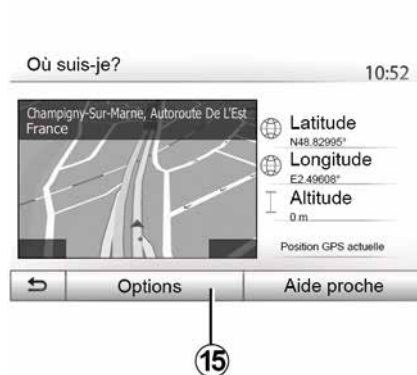 Où suis-je?
10:52
Champigny-Sur-Marne, Autoroute De L'Est
France
Latitude
N48.82995°
Longitude
E2.49608°
Altitude
0 m
Position GPS actuelle
Options
Aide proche
15